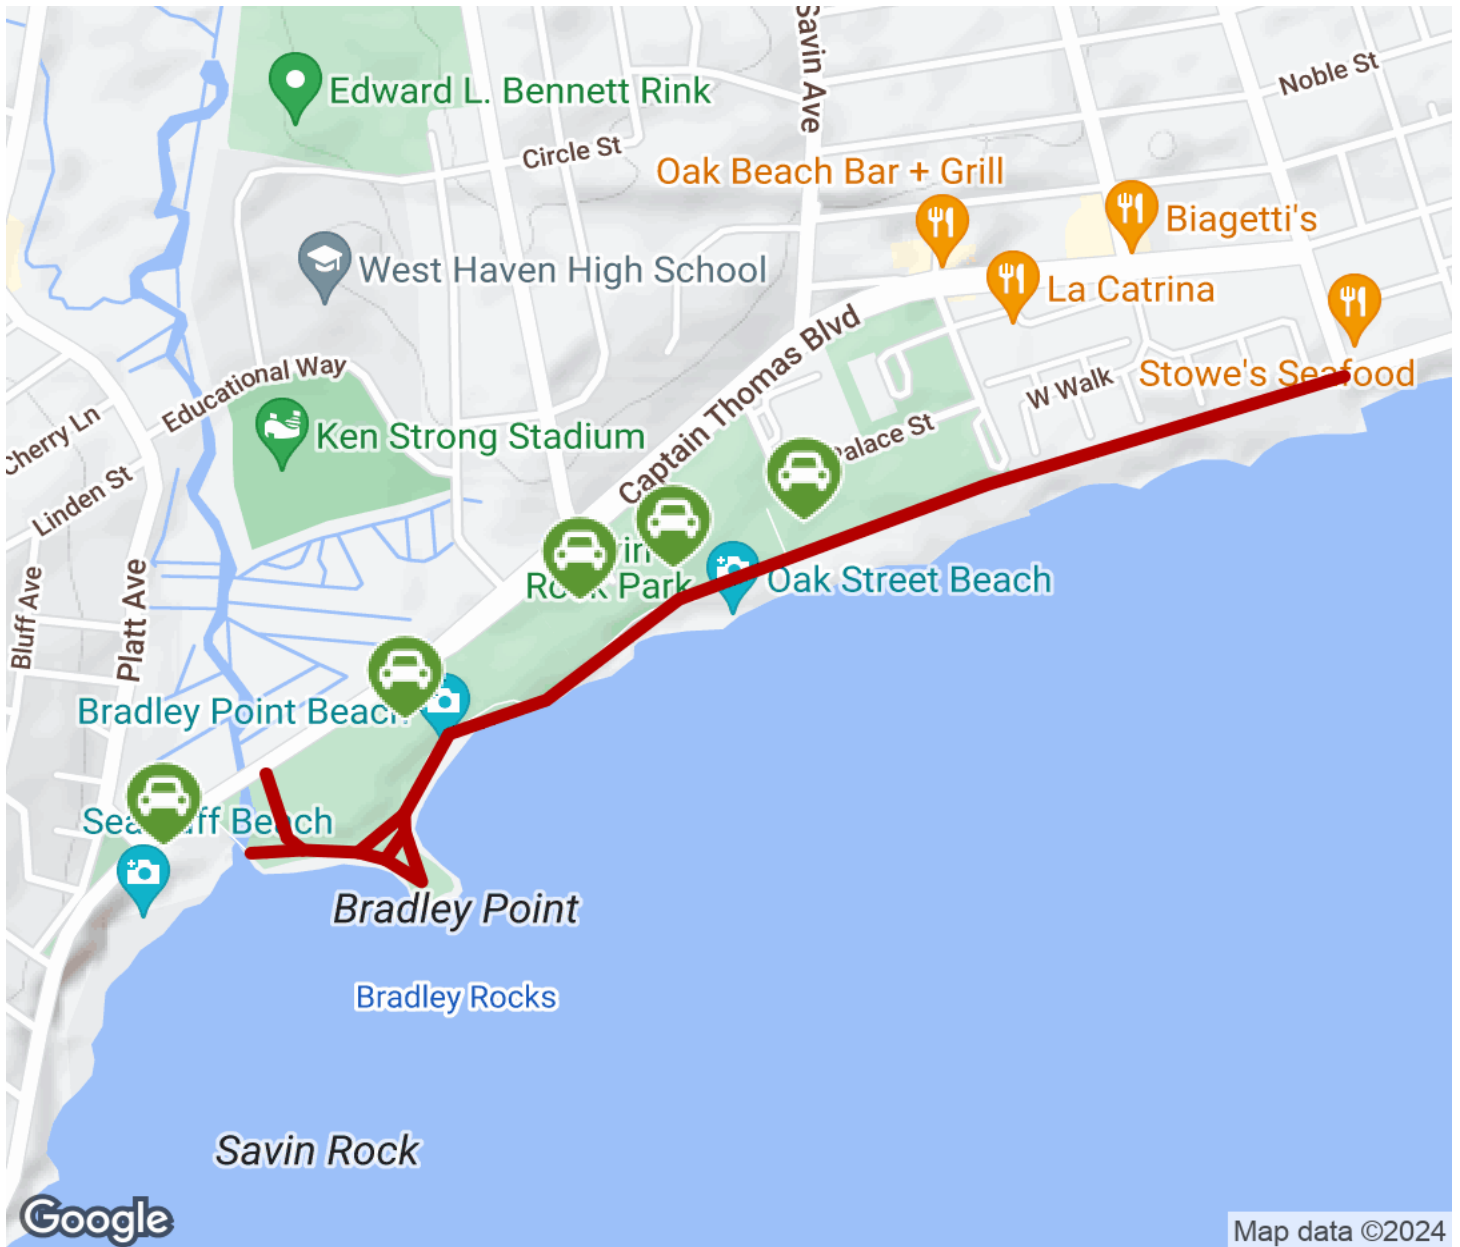 Savin Ave
Noble St
Edward L. Bennett Rink
Circle St
Oak Beach Bar + Grill
Biagetti's
West Haven High School
La Catrina
Captain Thomas Blvd
Educational Way
Stowe's Seafood
W Walk
Cherry Ln
Ken Strong Stadium
Palace St
Linden St
Rock Park
Oak Street Beach
Bluff Ave
Platt Ave
Bradley Point Beach
Beach
Bradley Point
Bradley Rocks
Savin Rock
Google
Map data ©2024